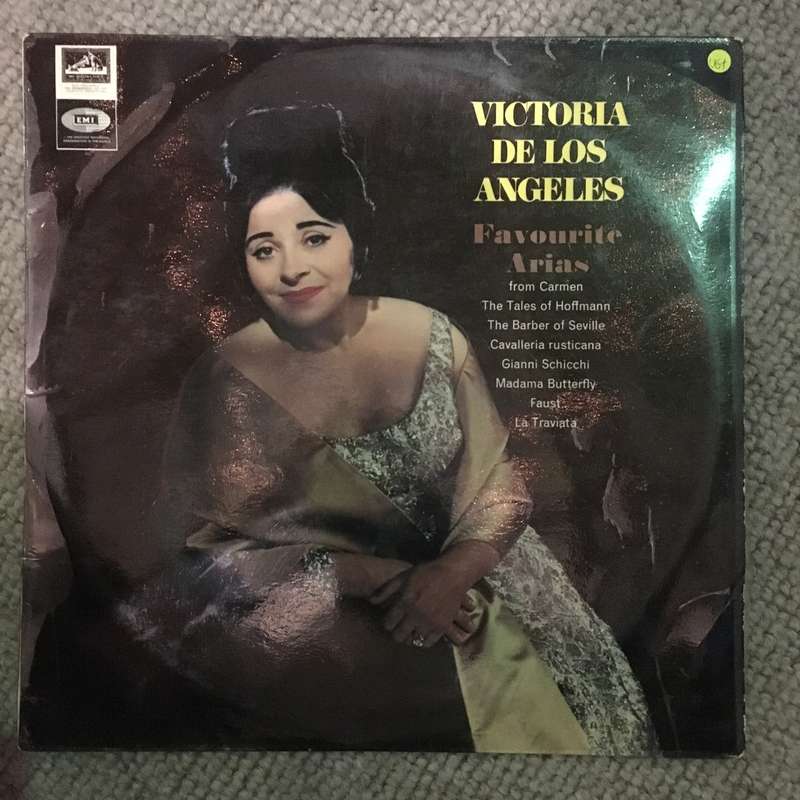 EMI
VICTORIA
DE LOS
ANGELES
Favourite
Arias
from Carmen
The Tales of Hoffmann
The Barber of Seville
Cavalleria rusticana
Gianni Schicchi
Madama Butterfly
Faust
La Traviata